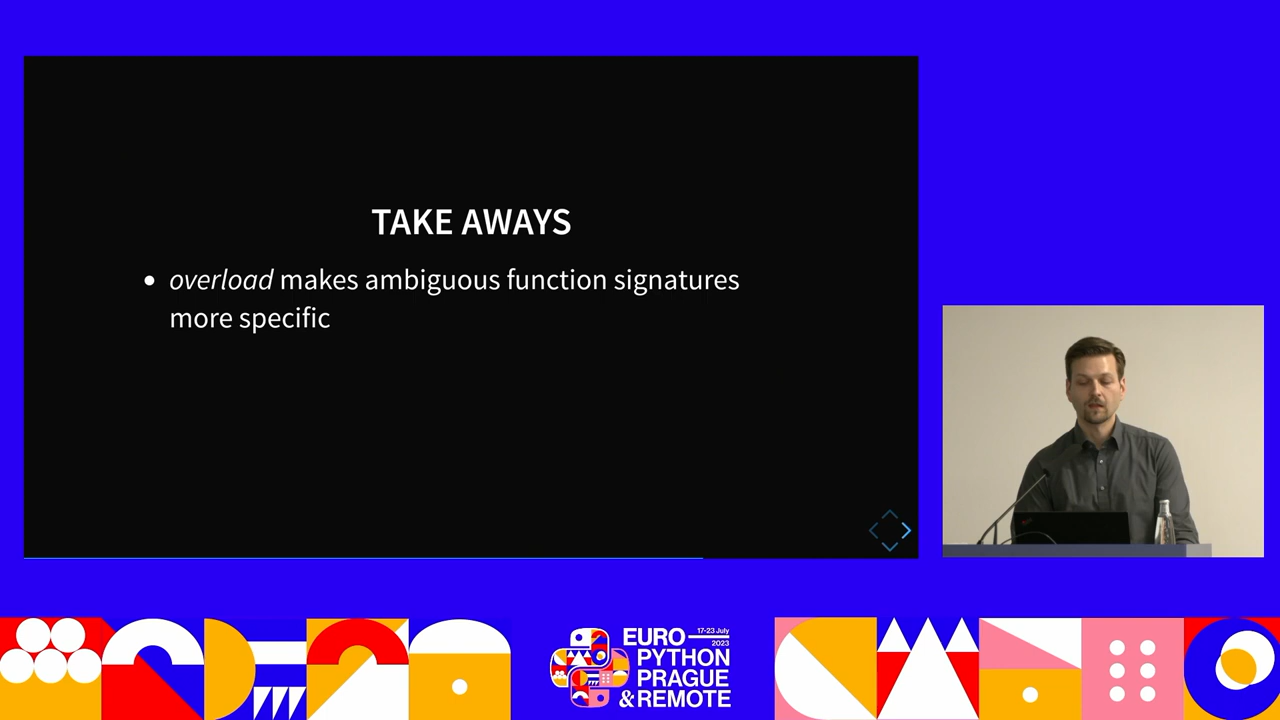 TAKE AWAYS
overload makes ambiguous function signatures
more specific
EURO
17-23 July
2023
PYTHON
PRAGUE
&REMOTE